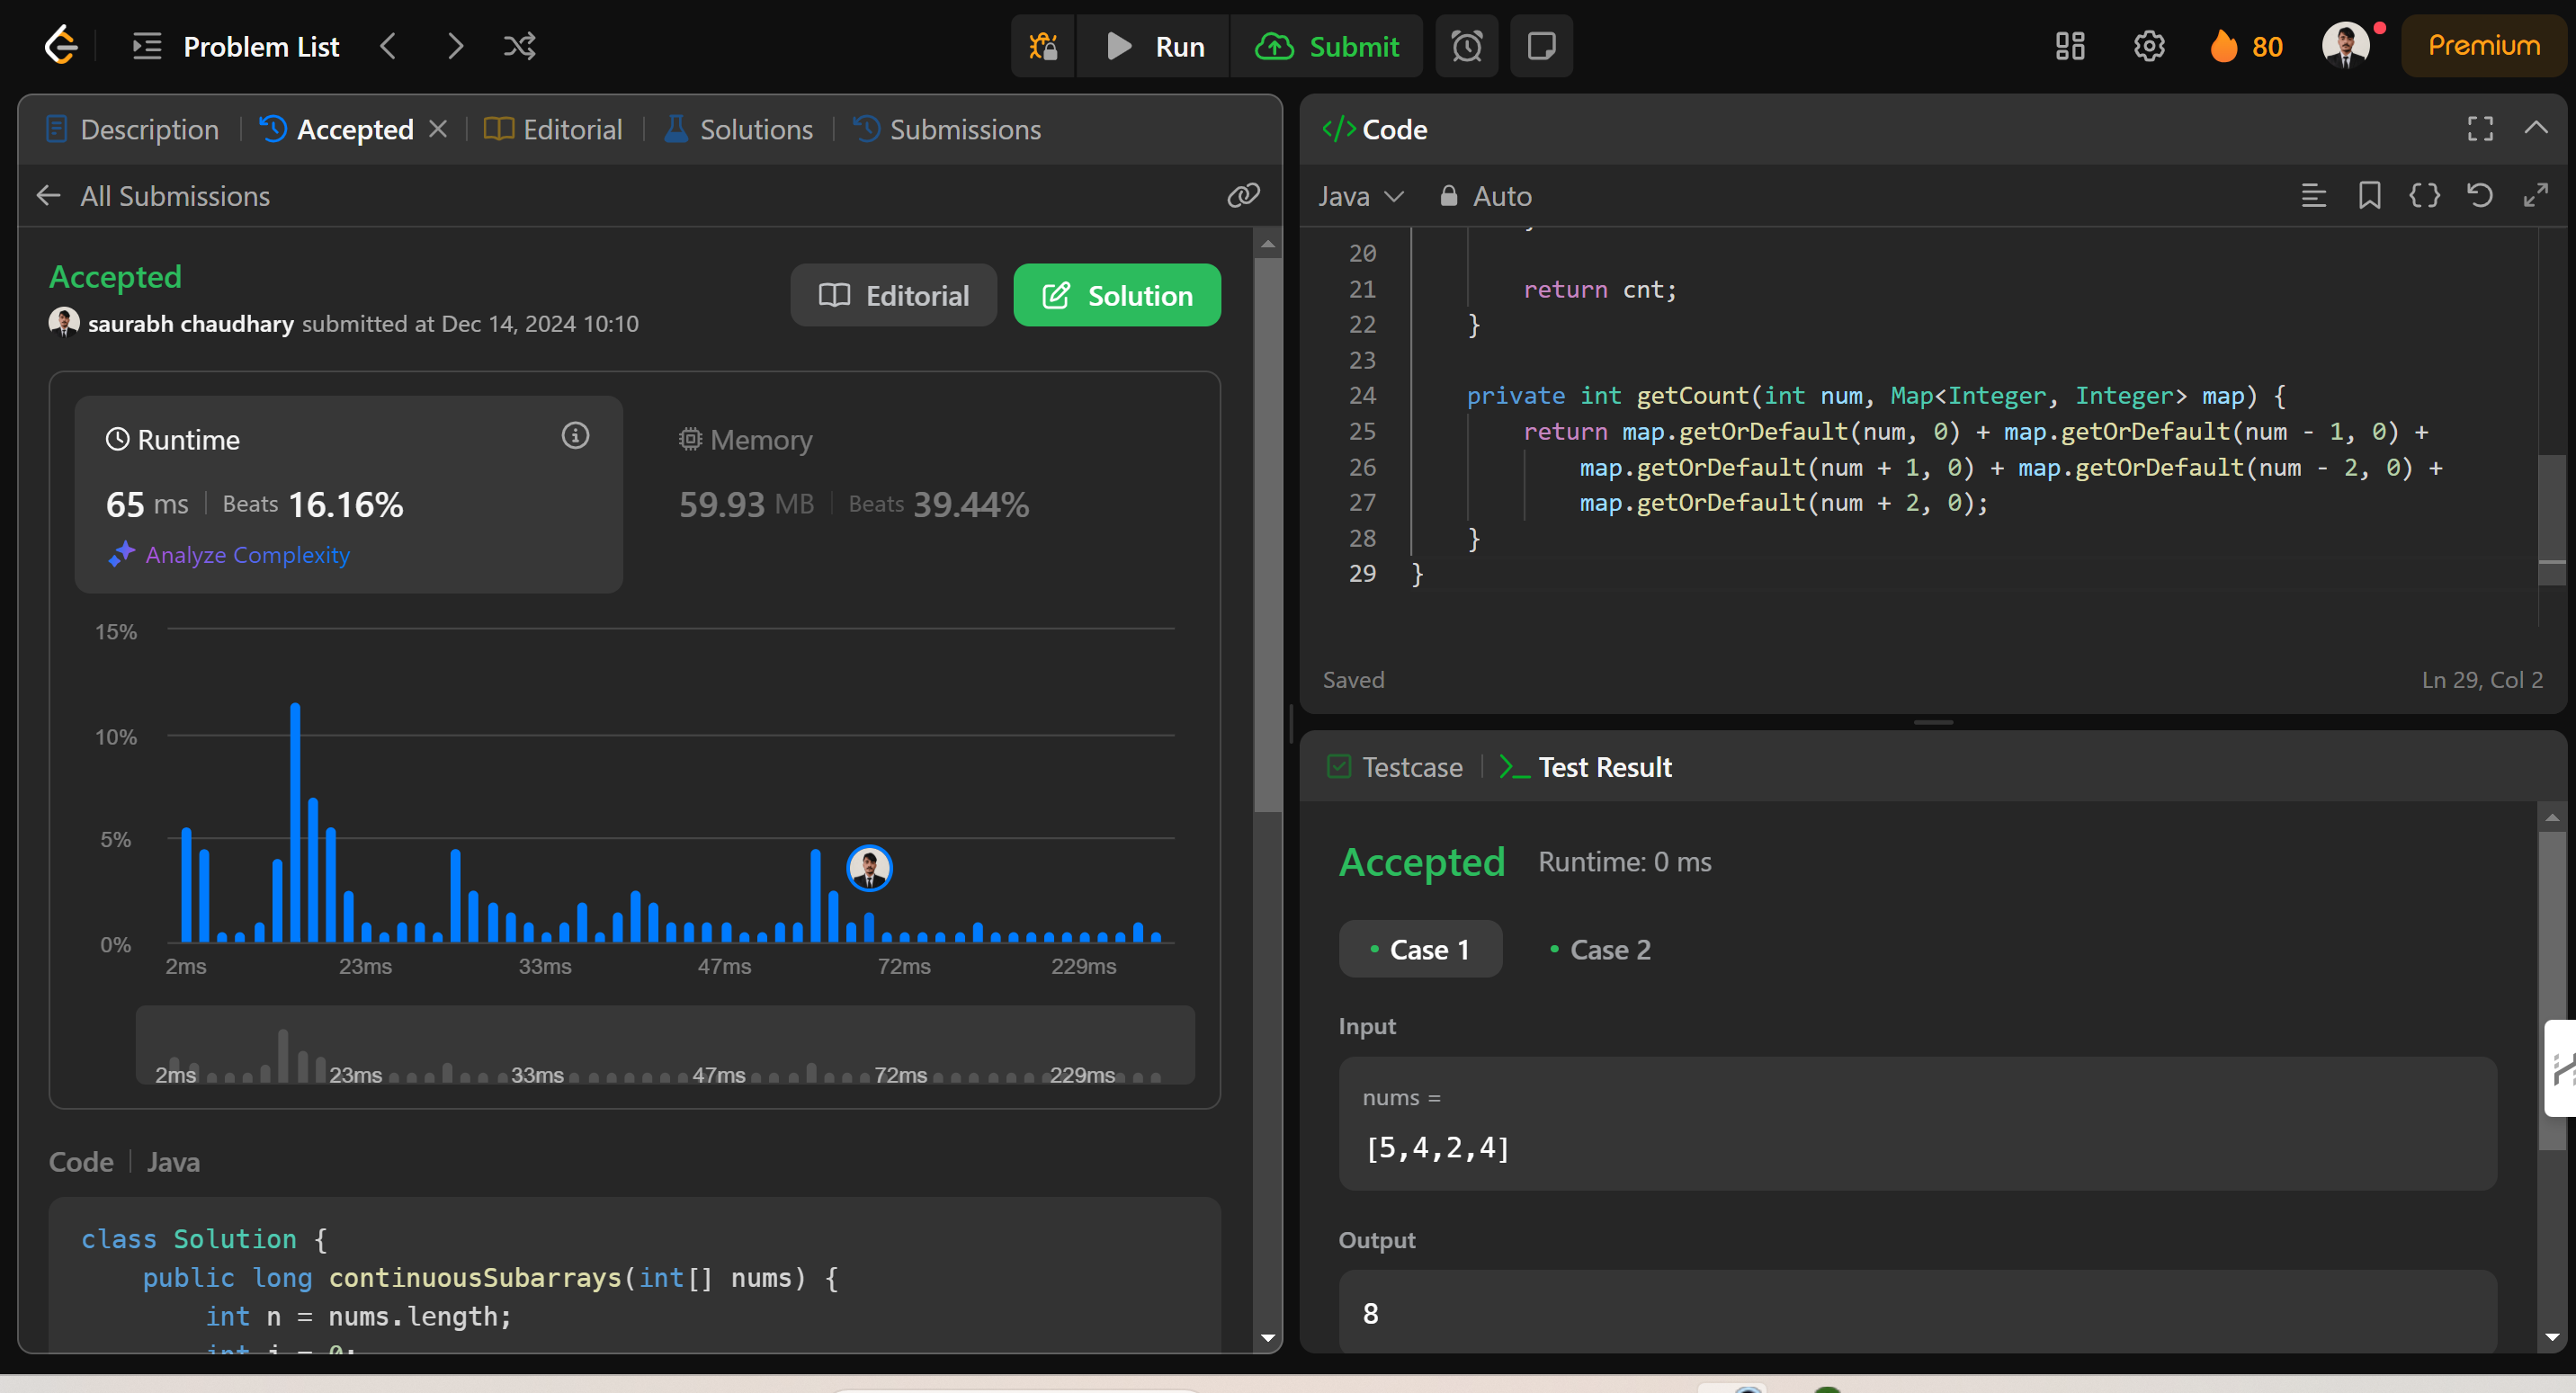 Problem List
Run
Submit
80
Premium
Description
Accepted
Editorial
Solutions
Submissions
All Submissions
Accepted
saurabh chaudhary submitted at Dec 14, 2024 10:10
Editorial
Solution
Runtime
65 ms | Beats 16.16%
Analyze Complexity
Memory
59.93 MB | Beats 39.44%
15%
10%
5%
0%
2ms 23ms 33ms 47ms 72ms 229ms
2ms 23ms 33ms 47ms 72ms 229ms
Code | Java
class Solution {
public long continuousSubarrays(int[] nums) {
int n = nums.length;
</> Code
Java
Auto
20
21 return cnt;
22 }
23
24 private int getCount(int num, Map<Integer, Integer> map) {
25 return map.getOrDefault(num, 0) + map.getOrDefault(num - 1, 0) +
26 map.getOrDefault(num + 1, 0) + map.getOrDefault(num - 2, 0) +
27 map.getOrDefault(num + 2, 0);
28 }
29 }
Saved
Ln 29, Col 2
Testcase
Test Result
Accepted
Runtime: 0 ms
Case 1
Case 2
Input
nums =
[5,4,2,4]
Output
8